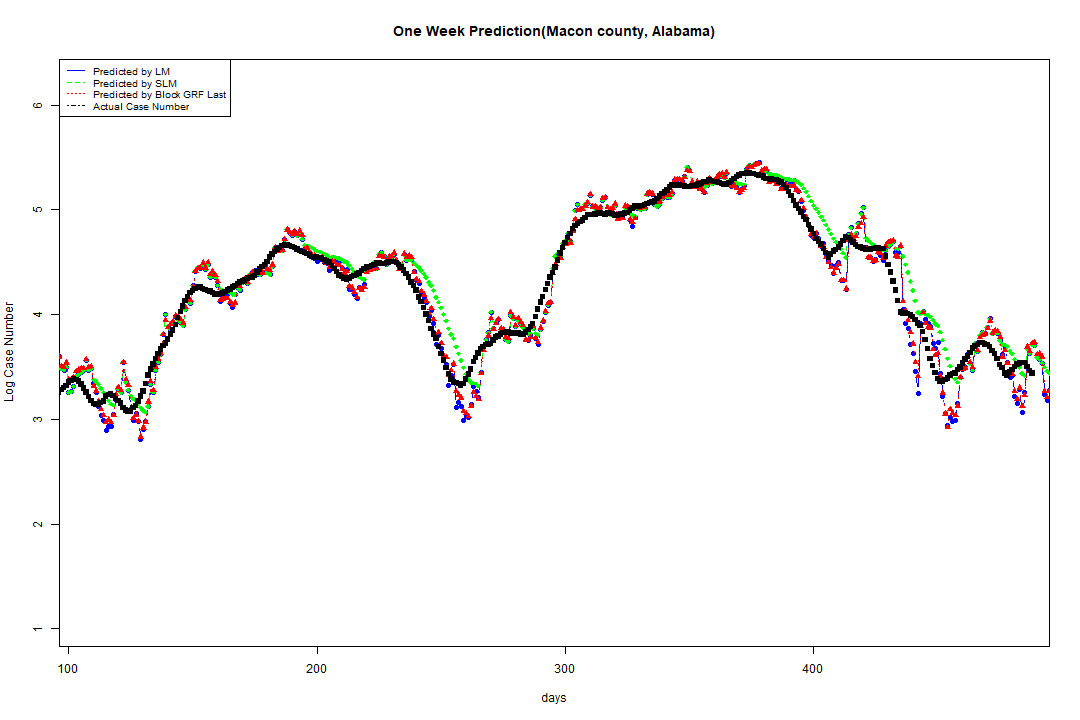 One Week Prediction(Macon county, Alabama)
Predicted by LM
Predicted by SLM
Predicted by Block GRF Last
Actual Case Number
6
5
4
3
2
1
Log Case Number
100 200 300 400
days